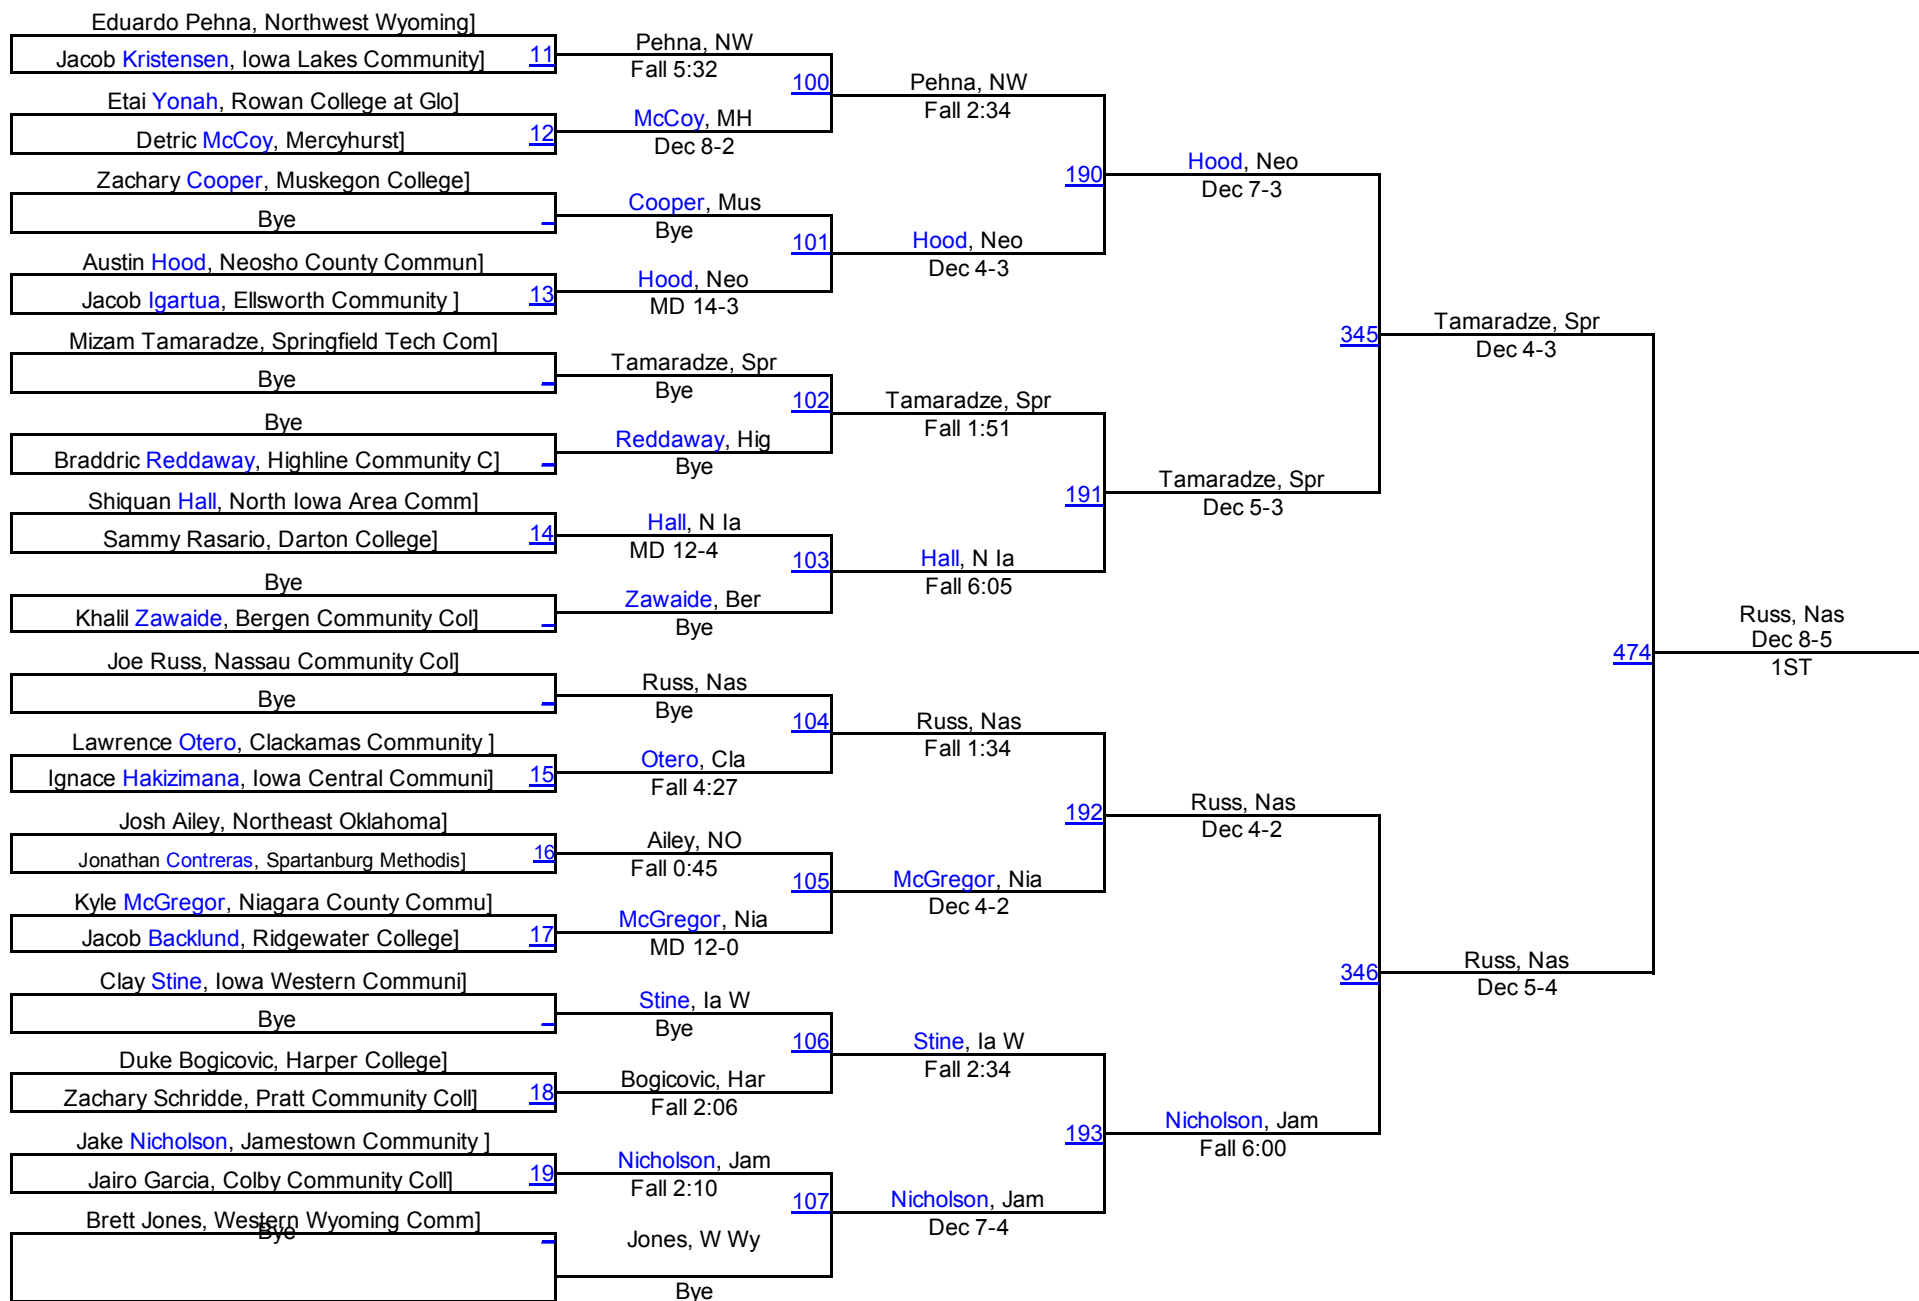 Eduardo Pehna, Northwest Wyoming]
Jacob Kristensen, Iowa Lakes Community] 11
Etai Yonah, Rowan College at Glo]
Detric McCoy, Mercyhurst] 12
Zachary Cooper, Muskegon College]
Bye
Austin Hood, Neosho County Commun]
Jacob Igartua, Ellsworth Community ] 13
Mizam Tamaradze, Springfield Tech Com]
Bye
Bye
Braddric Reddaway, Highline Community C]
Shiquan Hall, North Iowa Area Comm]
Sammy Rasario, Darton College] 14
Bye
Khalil Zawaide, Bergen Community Col]
Joe Russ, Nassau Community Col]
Bye
Lawrence Otero, Clackamas Community ]
Ignace Hakizimana, Iowa Central Communi] 15
Josh Ailey, Northeast Oklahoma]
Jonathan Contreras, Spartanburg Methodis] 16
Kyle McGregor, Niagara County Commu]
Jacob Backlund, Ridgewater College] 17
Clay Stine, Iowa Western Communi]
Bye
Duke Bogicovic, Harper College]
Zachary Schridde, Pratt Community Coll] 18
Jake Nicholson, Jamestown Community ]
Jairo Garcia, Colby Community Coll] 19
Brett Jones, Western Wyoming Comm]
Bye
Pehna, NW
Fall 5:32
100
McCoy, MH
Dec 8-2
Cooper, Mus
Bye
101
Hood, Neo
MD 14-3
Tamaradze, Spr
Bye
102
Reddaway, Hig
Bye
Hall, N Ia
MD 12-4
103
Zawaide, Ber
Bye
Russ, Nas
Bye
104
Otero, Cla
Fall 4:27
Ailey, NO
Fall 0:45
105
McGregor, Nia
MD 12-0
Stine, Ia W
Bye
106
Bogicovic, Har
Fall 2:06
Nicholson, Jam
Fall 2:10
107
Jones, W Wy
Bye
Pehna, NW
Fall 2:34
190
Hood, Neo
Dec 4-3
Tamaradze, Spr
Fall 1:51
191
Hall, N Ia
Fall 6:05
Russ, Nas
Fall 1:34
192
McGregor, Nia
Dec 4-2
Stine, Ia W
Fall 2:34
193
Nicholson, Jam
Dec 7-4
Hood, Neo
Dec 7-3
345
Tamaradze, Spr
Dec 5-3
Russ, Nas
Dec 4-2
346
Nicholson, Jam
Fall 6:00
Tamaradze, Spr
Dec 4-3
474
Russ, Nas
Dec 5-4
Russ, Nas
Dec 8-5
1ST